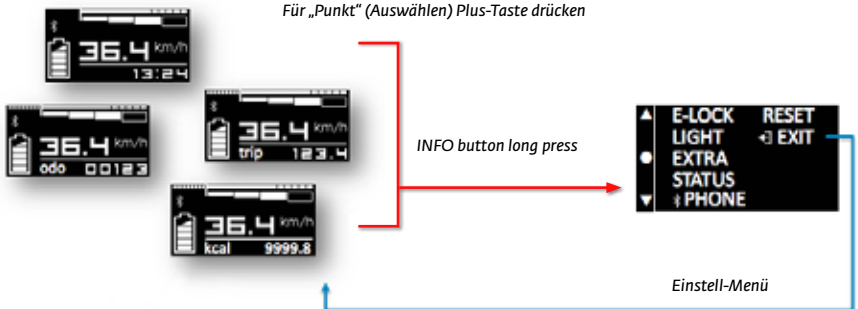 Für „Punkt“ (Auswählen) Plus-Taste drücken
36.4 km/h
13:24
36.4 km/h
odo 00123
36.4 km/h
trip 123.4
36.4 km/h
kcal 9999.8
INFO button long press
E-LOCK RESET
LIGHT EXIT
EXTRA
STATUS
PHONE
Einstell-Menü